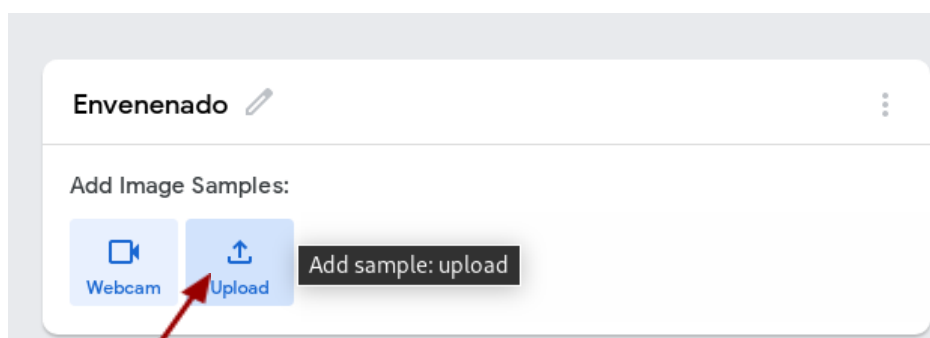 Envenenado
Add Image Samples:
Webcam
Upload
Add sample: upload